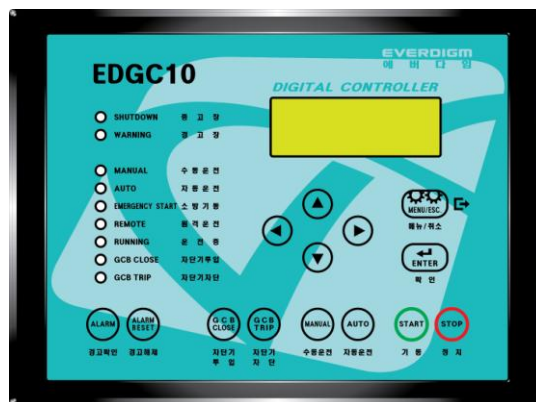 EVERDIGM
에버다임
EDGC10
DIGITAL CONTROLLER
SHUTDOWN 중고장
WARNING 경고장
MANUAL 수동운전
AUTO 자동운전
EMERGENCY START 소방기동
REMOTE 원격운전
RUNNING 운전중
GCB CLOSE 차단기투입
GCB TRIP 차단기차단
MENU/ESC.
메뉴/취소
ENTER
확인
ALARM
ALARM RESET
GCB CLOSE
GCB TRIP
MANUAL
AUTO
START
STOP
경고확인
경고해제
차단기 투입
차단기 차단
수동운전
자동운전
기동
정지